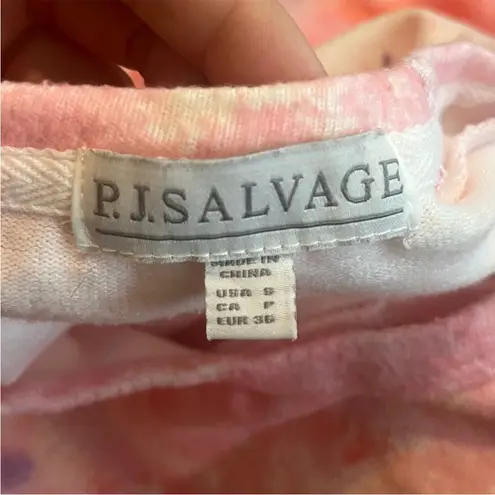 P.J.SALVAGE
MADE IN
CHINA
USA S
CA P
EUR 36